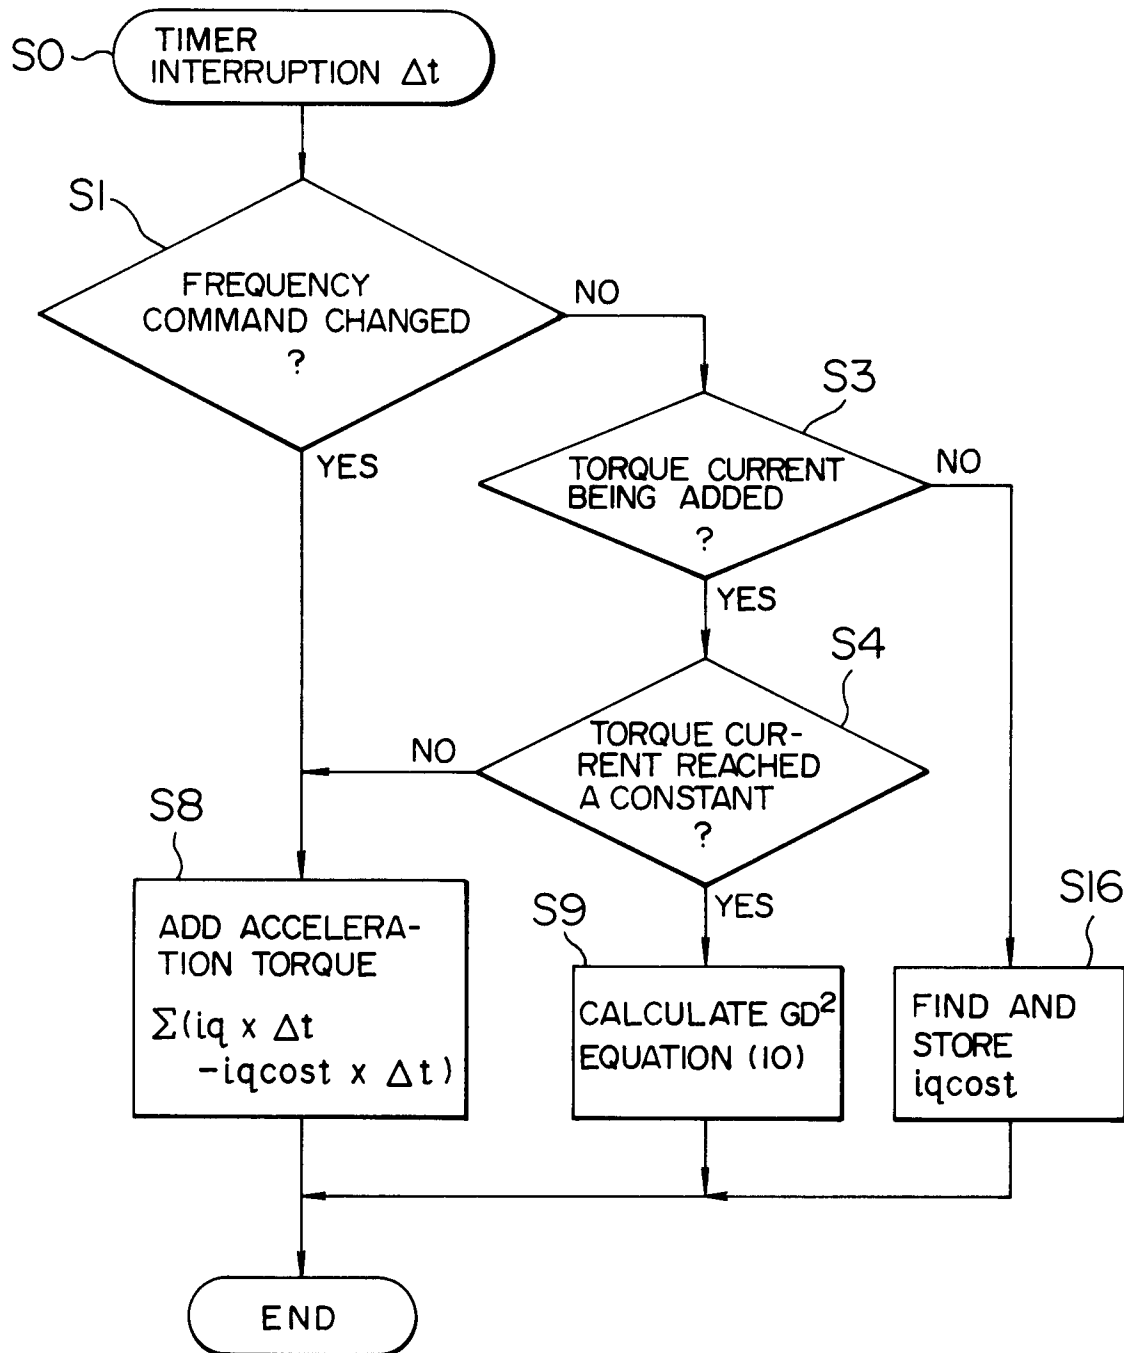 S0
TIMER
INTERRUPTION Δt
S1
FREQUENCY
COMMAND CHANGED
?
NO
YES
S3
TORQUE CURRENT
BEING ADDED
?
NO
YES
S4
TORQUE CUR-
RENT REACHED
A CONSTANT
?
NO
YES
S8
ADD ACCELERA-
TION TORQUE
Σ(iq x Δt
-iqcost x Δt)
S9
CALCULATE GD²
EQUATION (10)
S16
FIND AND
STORE
iqcost
END